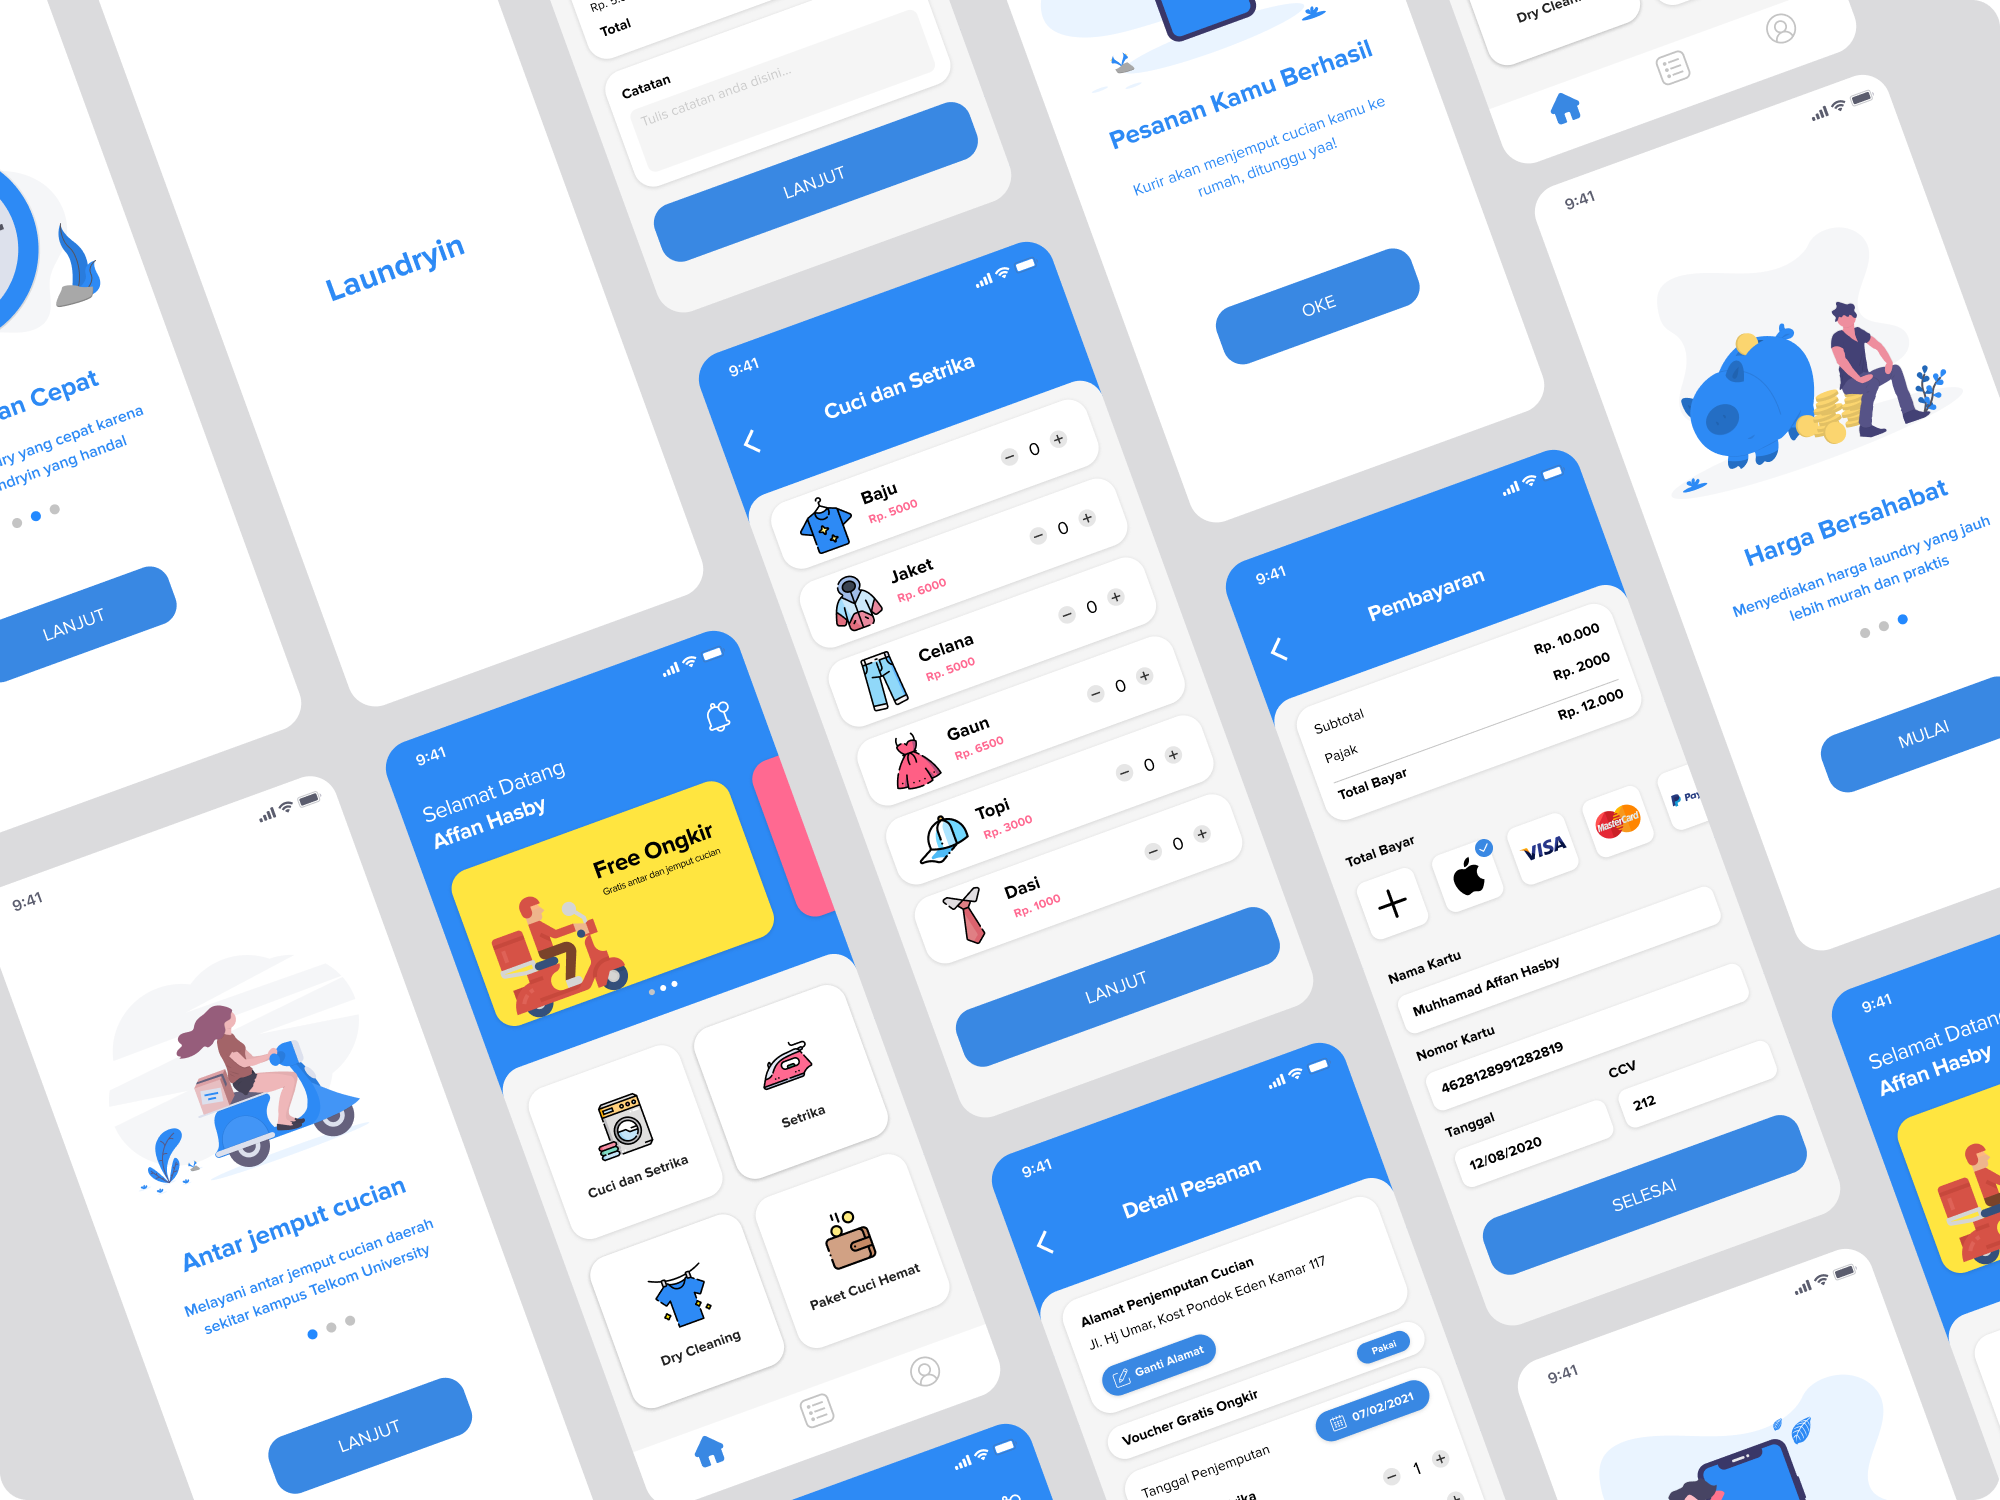 an Cepat
ry yang cepat karena
ndryin yang handal
LANJUT
Laundryin
Total
Catatan
Tulis catatan anda disini...
LANJUT
Pesanan Kamu Berhasil
Kurir akan menjemput cucian kamu ke
rumah, ditunggu yaa!
OKE
9:41
Harga Bersahabat
Menyediakan harga laundry yang jauh
lebih murah dan praktis
MULAI
9:41
Cuci dan Setrika
Baju
Rp. 5000
0
Jaket
Rp. 6000
0
Celana
Rp. 5000
0
Gaun
Rp. 6500
0
Topi
Rp. 3000
0
Dasi
Rp. 1000
0
LANJUT
9:41
Pembayaran
Subtotal Rp. 10.000
Pajak Rp. 2000
Total Bayar Rp. 12.000
Total Bayar
VISA
MasterCard
Pay
Nama Kartu
Muhhamad Affan Hasby
Nomor Kartu
4628128991282819
Tanggal CCV
12/08/2020 212
SELESAI
9:41
Selamat Datang
Affan Hasby
Free Ongkir
Gratis antar dan jemput cucian
Cuci dan Setrika
Setrika
Dry Cleaning
Paket Cuci Hemat
9:41
Antar jemput cucian
Melayani antar jemput cucian daerah
sekitar kampus Telkom University
LANJUT
9:41
Detail Pesanan
Alamat Penjemputan Cucian
Jl. Hj Umar, Kost Pondok Eden Kamar 117
Ganti Alamat
Voucher Gratis Ongkir Pakai
Tanggal Penjemputan 07/02/2021
1
9:41
9:41
Selamat Datang
Affan Hasby